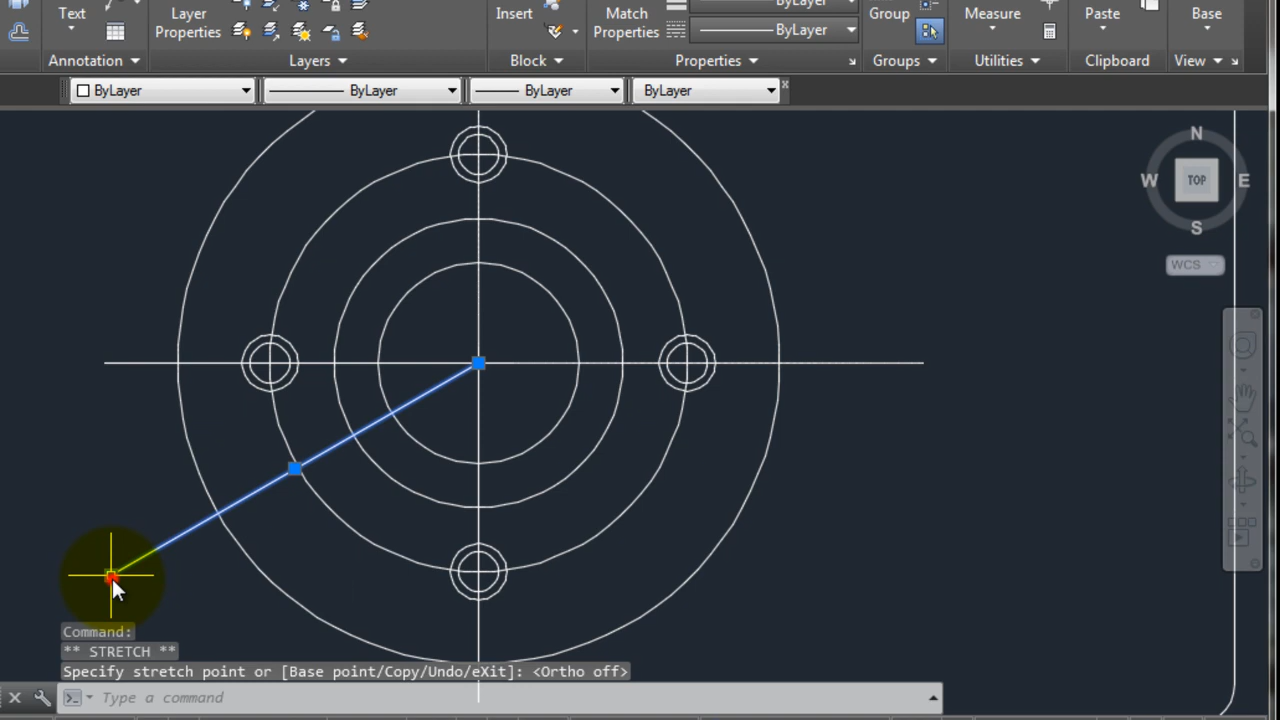 Text
Layer
Properties
Insert
Match
Properties
ByLayer
ByLayer
Group
Measure
Paste
Base
Annotation
Layers
Block
Properties
Groups
Utilities
Clipboard
View
ByLayer
ByLayer
ByLayer
ByLayer
N
W
TOP
E
S
WCS
Command:
** STRETCH **
Specify stretch point or [Base point/Copy/Undo/eXit]: <Ortho off>
Type a command